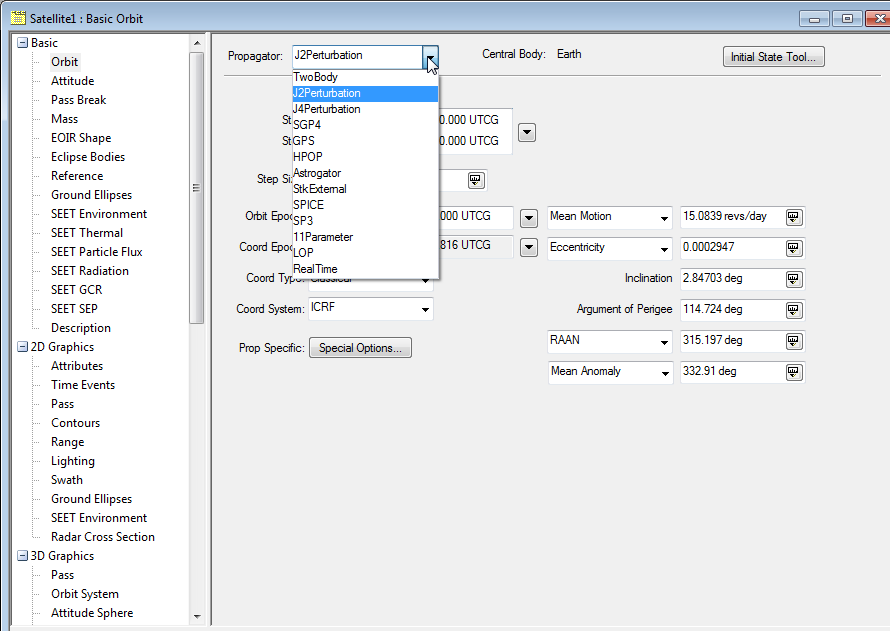 Satellite1 : Basic Orbit
Basic
Orbit
Attitude
Pass Break
Mass
EOIR Shape
Eclipse Bodies
Reference
Ground Ellipses
SEET Environment
SEET Thermal
SEET Particle Flux
SEET Radiation
SEET GCR
SEET SEP
Description
2D Graphics
Attributes
Time Events
Pass
Contours
Range
Lighting
Swath
Ground Ellipses
SEET Environment
Radar Cross Section
3D Graphics
Pass
Orbit System
Attitude Sphere
Propagator: J2Perturbation Central Body: Earth Initial State Tool...
TwoBody
J2Perturbation
J4Perturbation
SGP4
GPS
HPOP
Astrogator
StkExternal
SPICE
SP3
11Parameter
LOP
RealTime
0.000 UTCG
0.000 UTCG
Step
Orbit 000 UTCG Mean Motion 15.0839 revs/day
Coord 816 UTCG Eccentricity 0.0002947
Coord Inclination 2.84703 deg
Coord System: ICRF Argument of Perigee 114.724 deg
RAAN 315.197 deg
Prop Specific: Special Options...
Mean Anomaly 332.91 deg